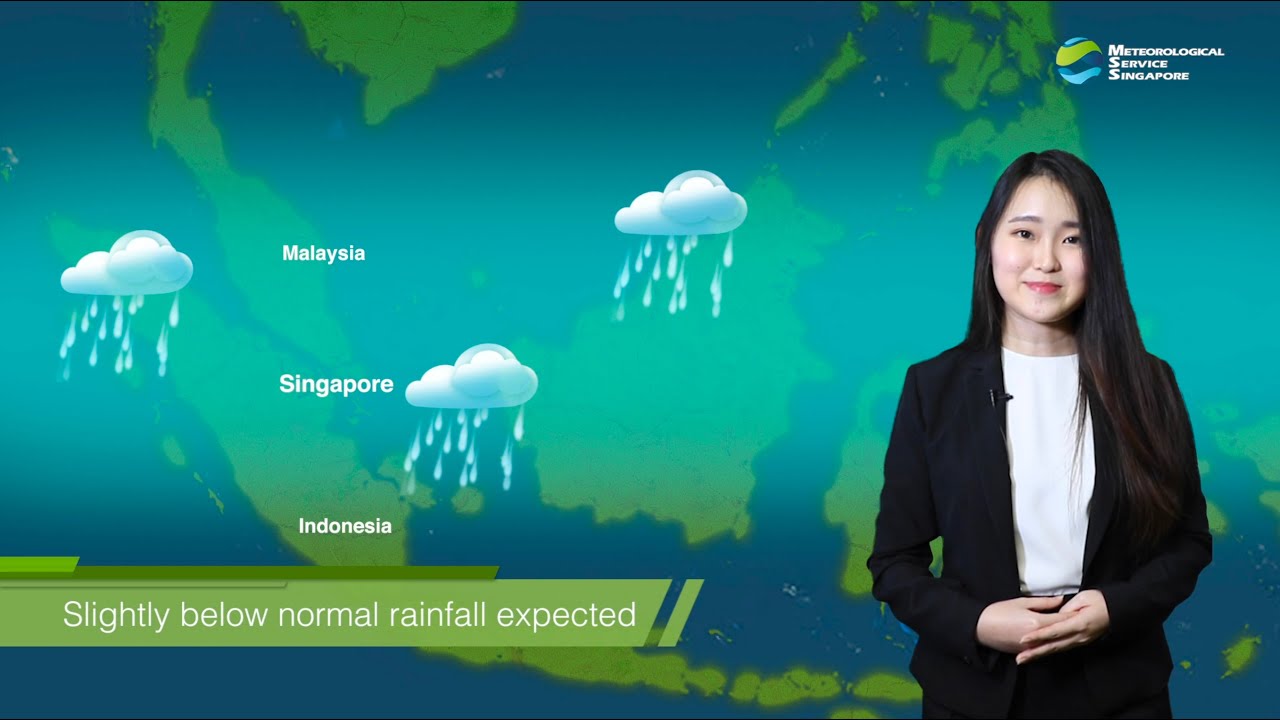 METEOROLOGICAL
SERVICE
SINGAPORE
Malaysia
Singapore
Indonesia
Slightly below normal rainfall expected